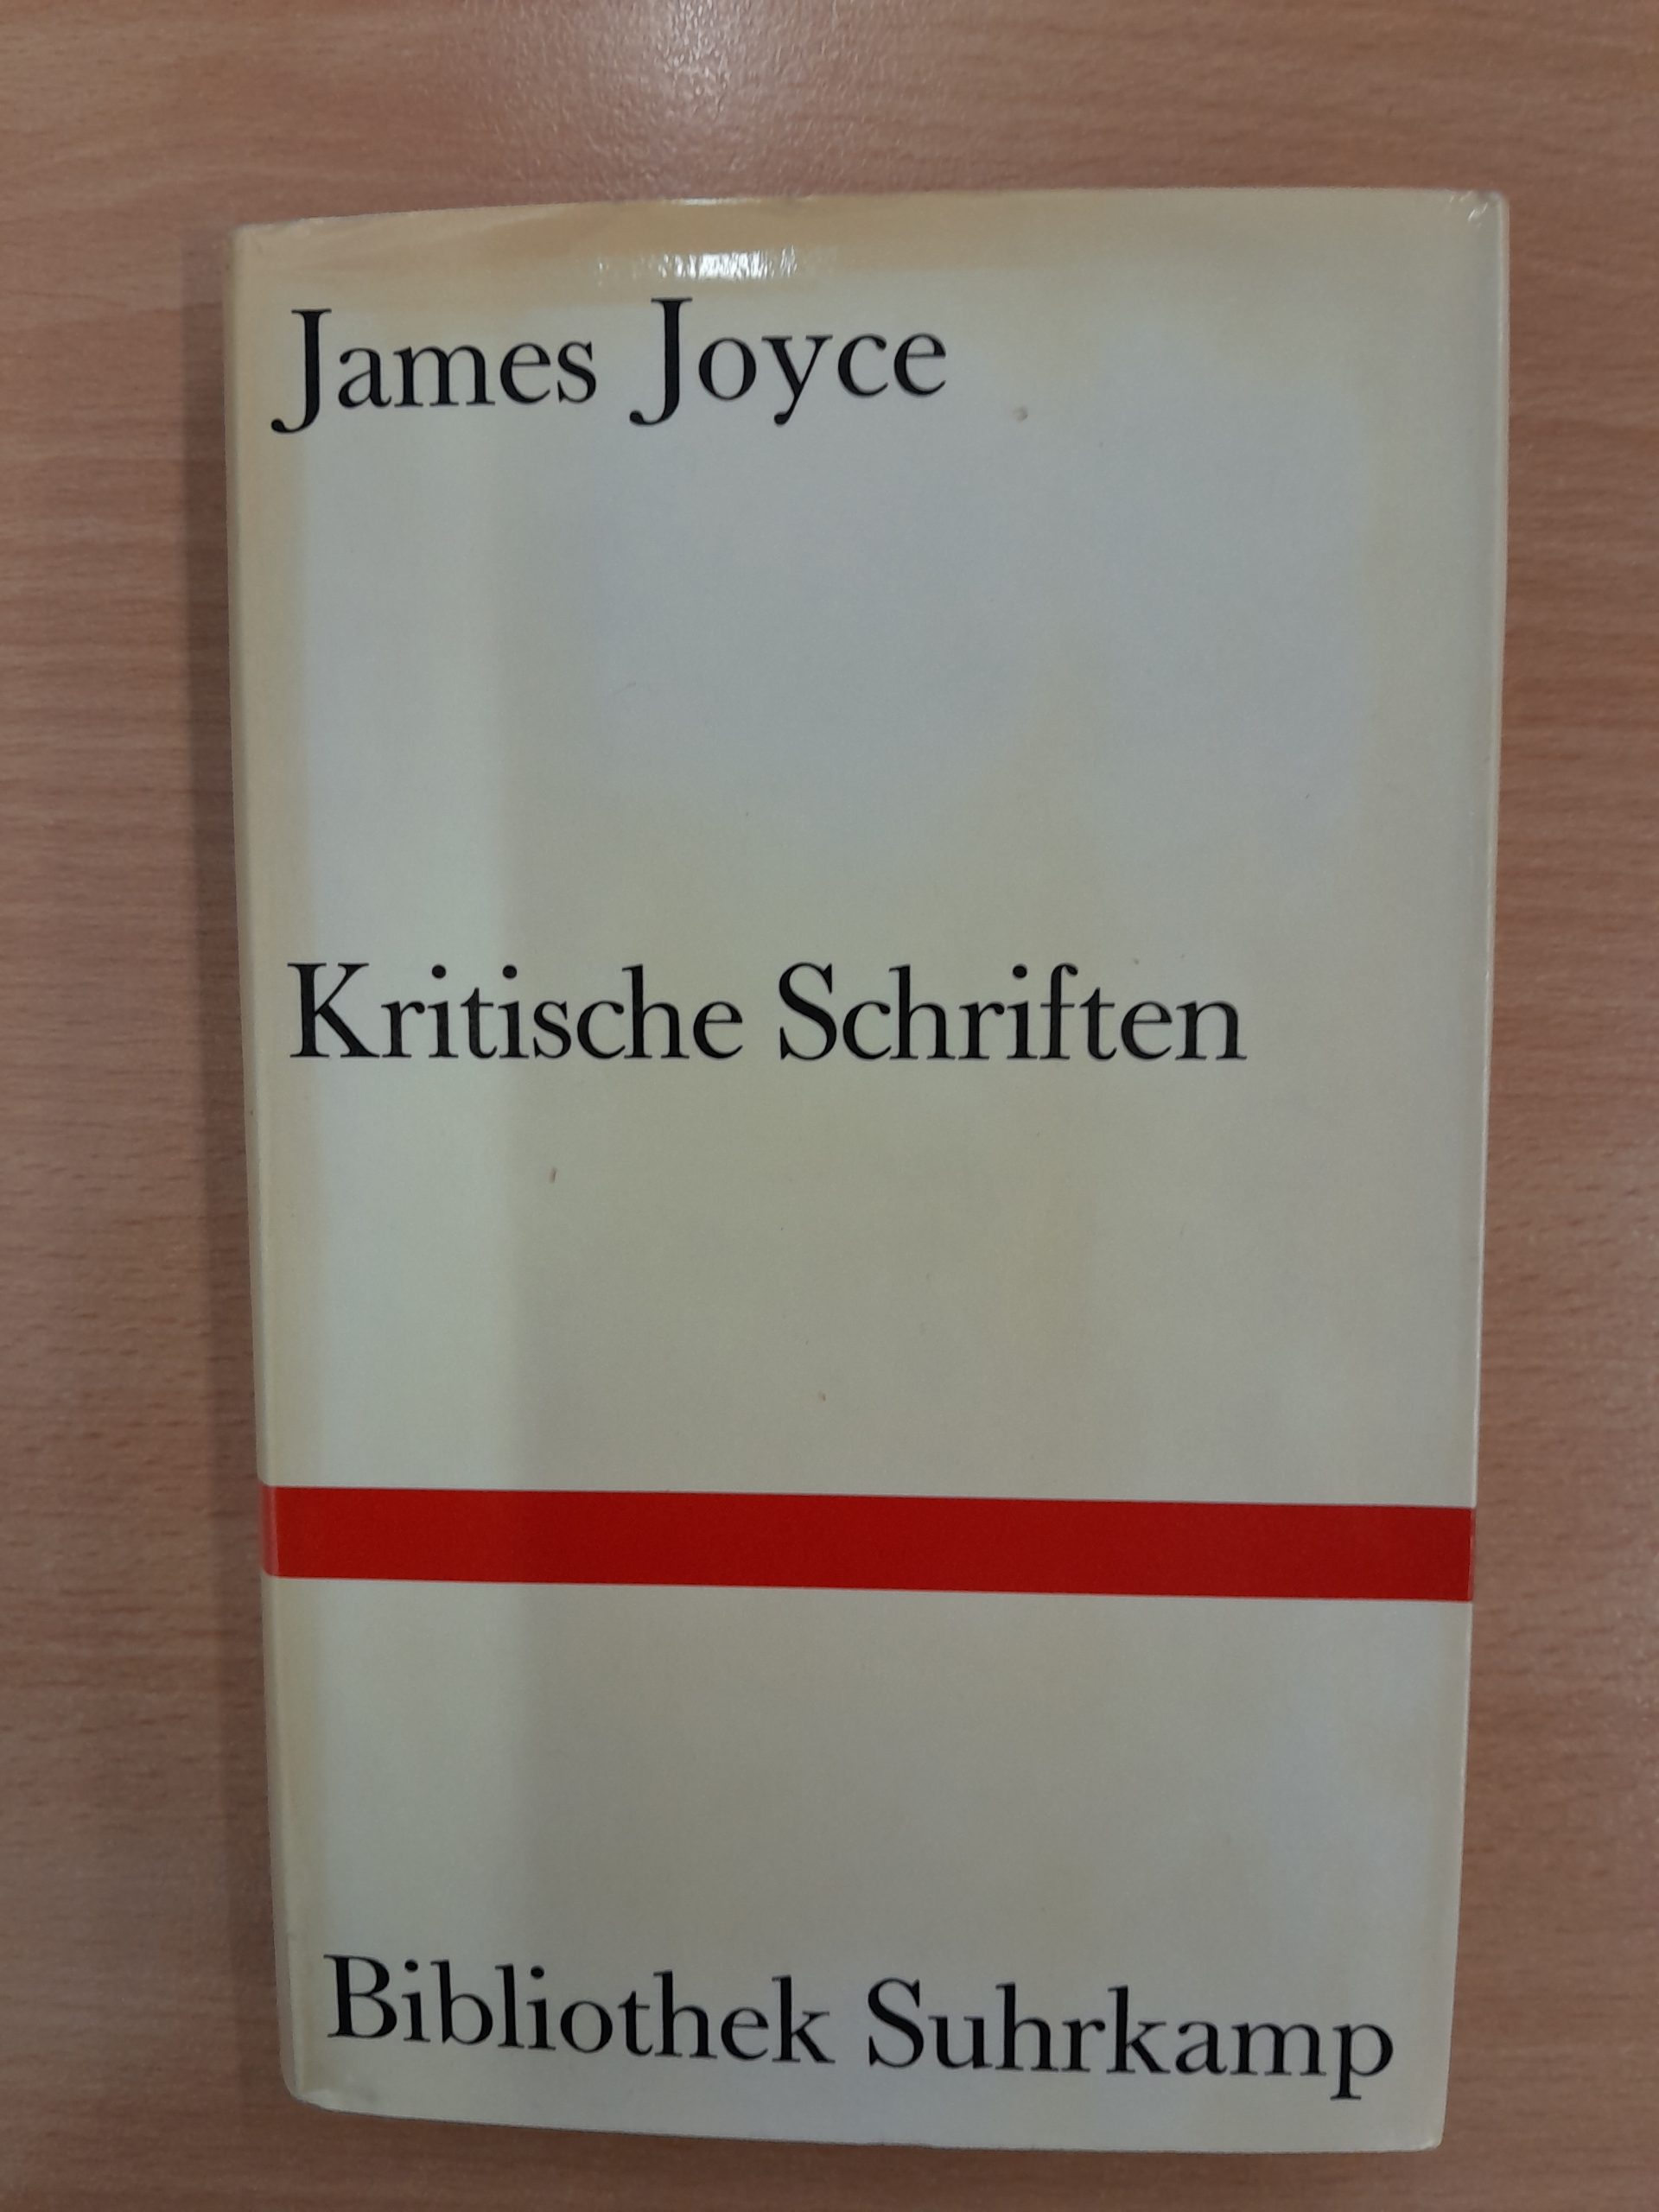 James Joyce
Kritische Schriften
Bibliothek Suhrkamp